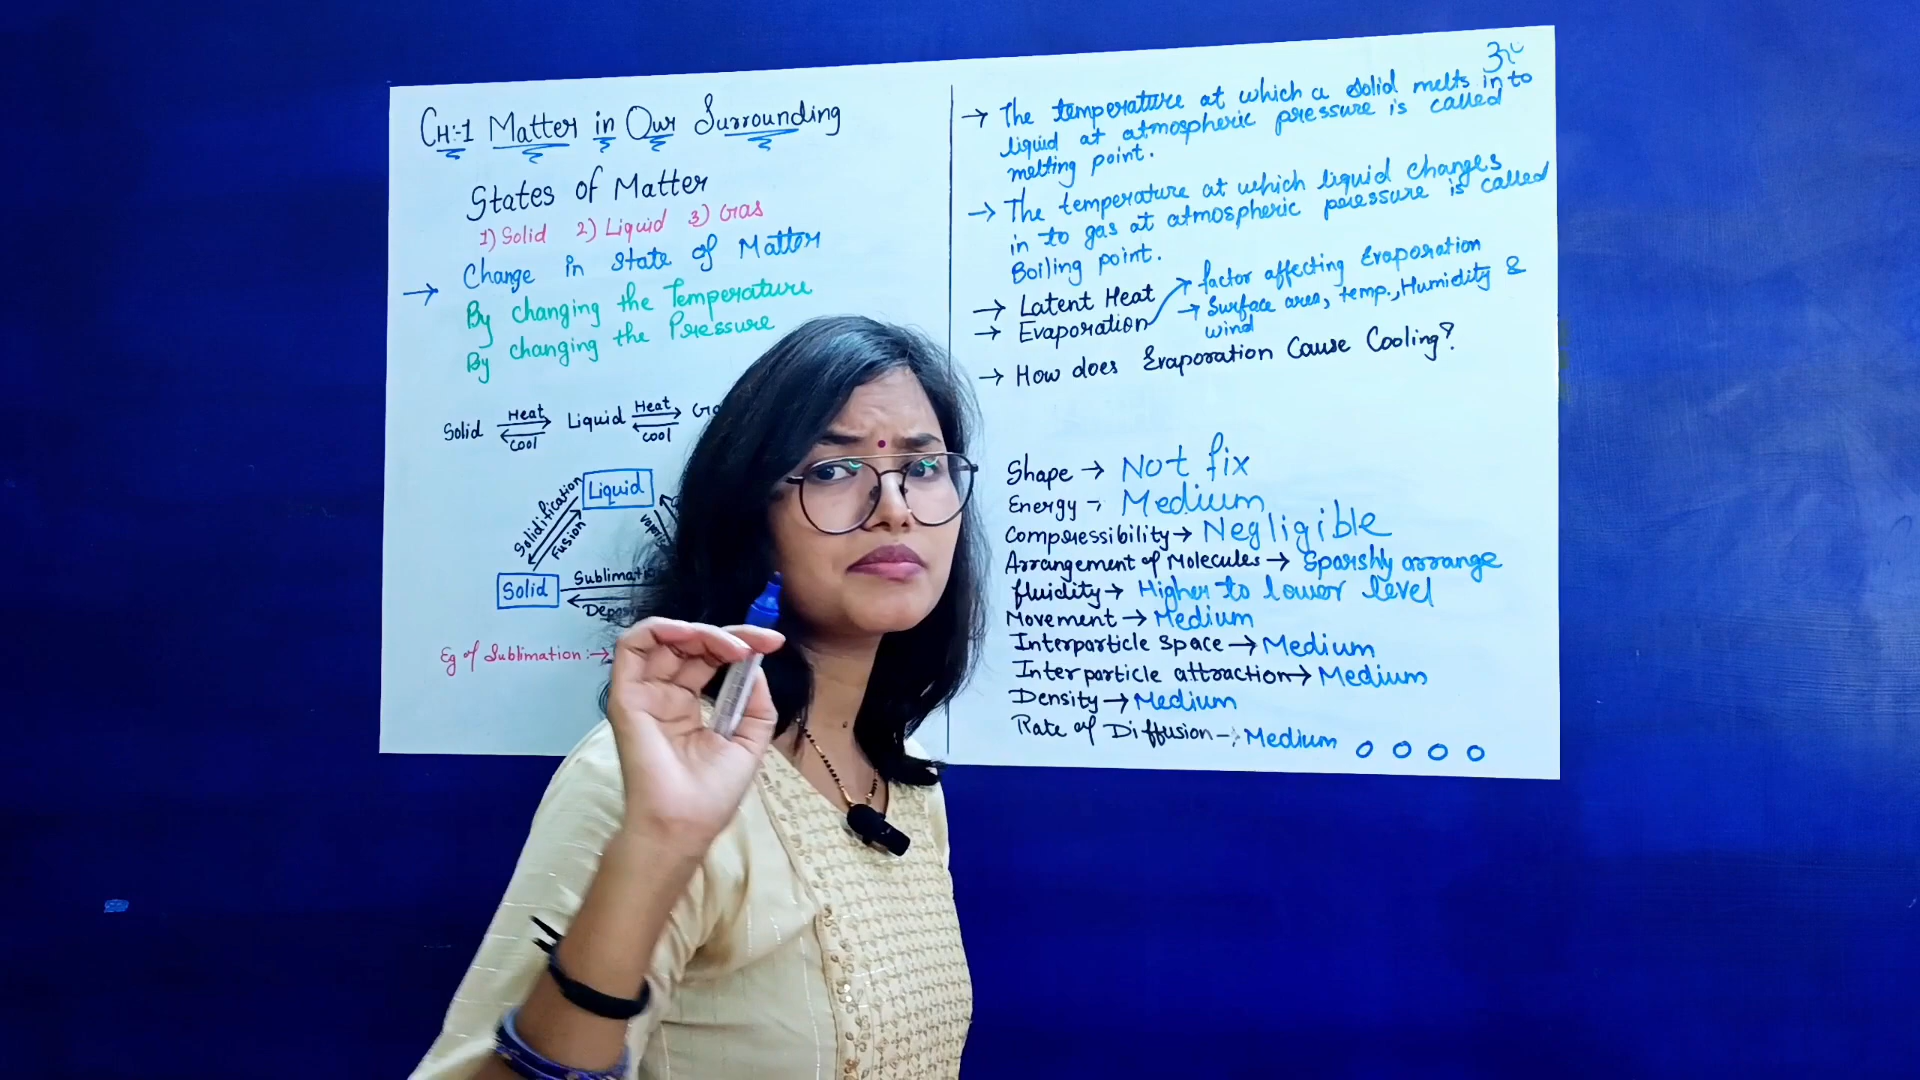 CH:-1 Matter in Our Surrounding
States of Matter
1) Solid 2) Liquid 3) Gas
→ Change in state of Matter
By changing the Temperature
By changing the Pressure
Solid Heat Liquid Heat
cool cool
Liquid
Solidification
Fusion
Solid
Eg of Sublimation :→
→ The temperature at which a solid melts in to
liquid at atmospheric pressure is called
melting point.
→ The temperature at which liquid changes
in to gas at atmospheric pressure is called
Boiling point.
→ Latent Heat
→ Evaporation
→ factor affecting Evaporation
→ Surface area, temp., Humidity &
wind
→ How does Evaporation Cause Cooling?
Shape → Not fix
Energy → Medium
Compressibility → Negligible
Arrangement of Molecules → Sparshly arrange
fluidity → Higher to lower level
Movement → Medium
Interparticle Space → Medium
Interparticle attraction → Medium
Density → Medium
Rate of Diffusion → Medium